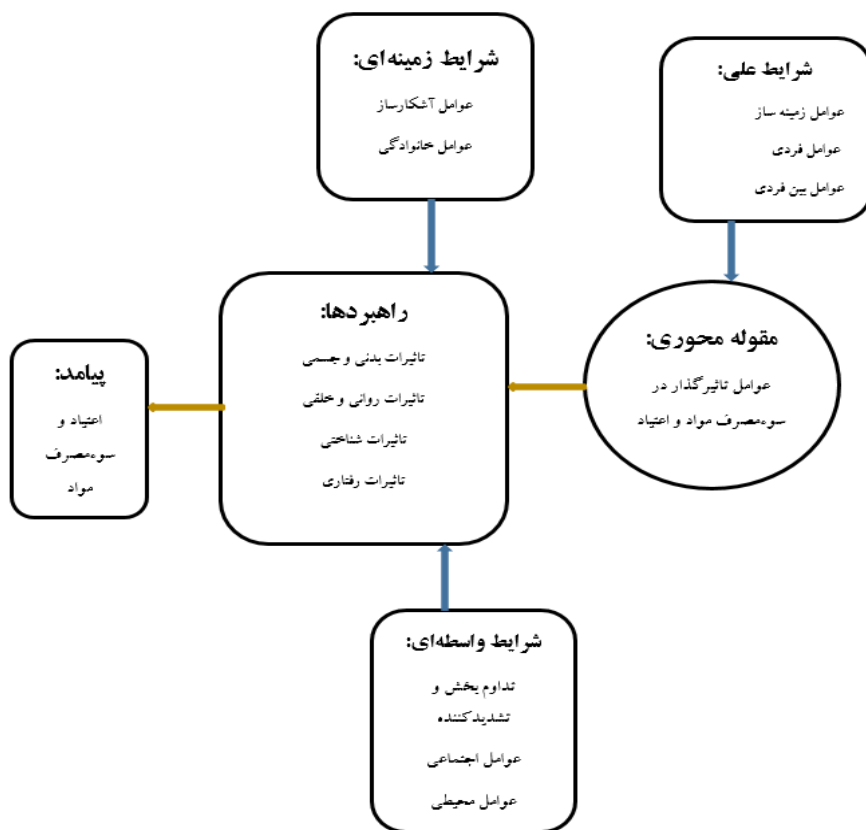 شرایط زمینه‌ای:
عوامل آشکارساز
عوامل خانوادگی
شرایط علی:
عوامل زمینه ساز
عوامل فردی
عوامل بین فردی
مقوله محوری:
عوامل تاثیرگذار در
سوءمصرف مواد و اعتیاد
راهبردها:
تاثیرات بدنی و جسمی
تاثیرات روانی و خلقی
تاثیرات شناختی
تاثیرات رفتاری
پیامد:
اعتیاد و
سوءمصرف
مواد
شرایط واسطه‌ای:
تداوم بخش و
تشدیدکننده
عوامل اجتماعی
عوامل محیطی